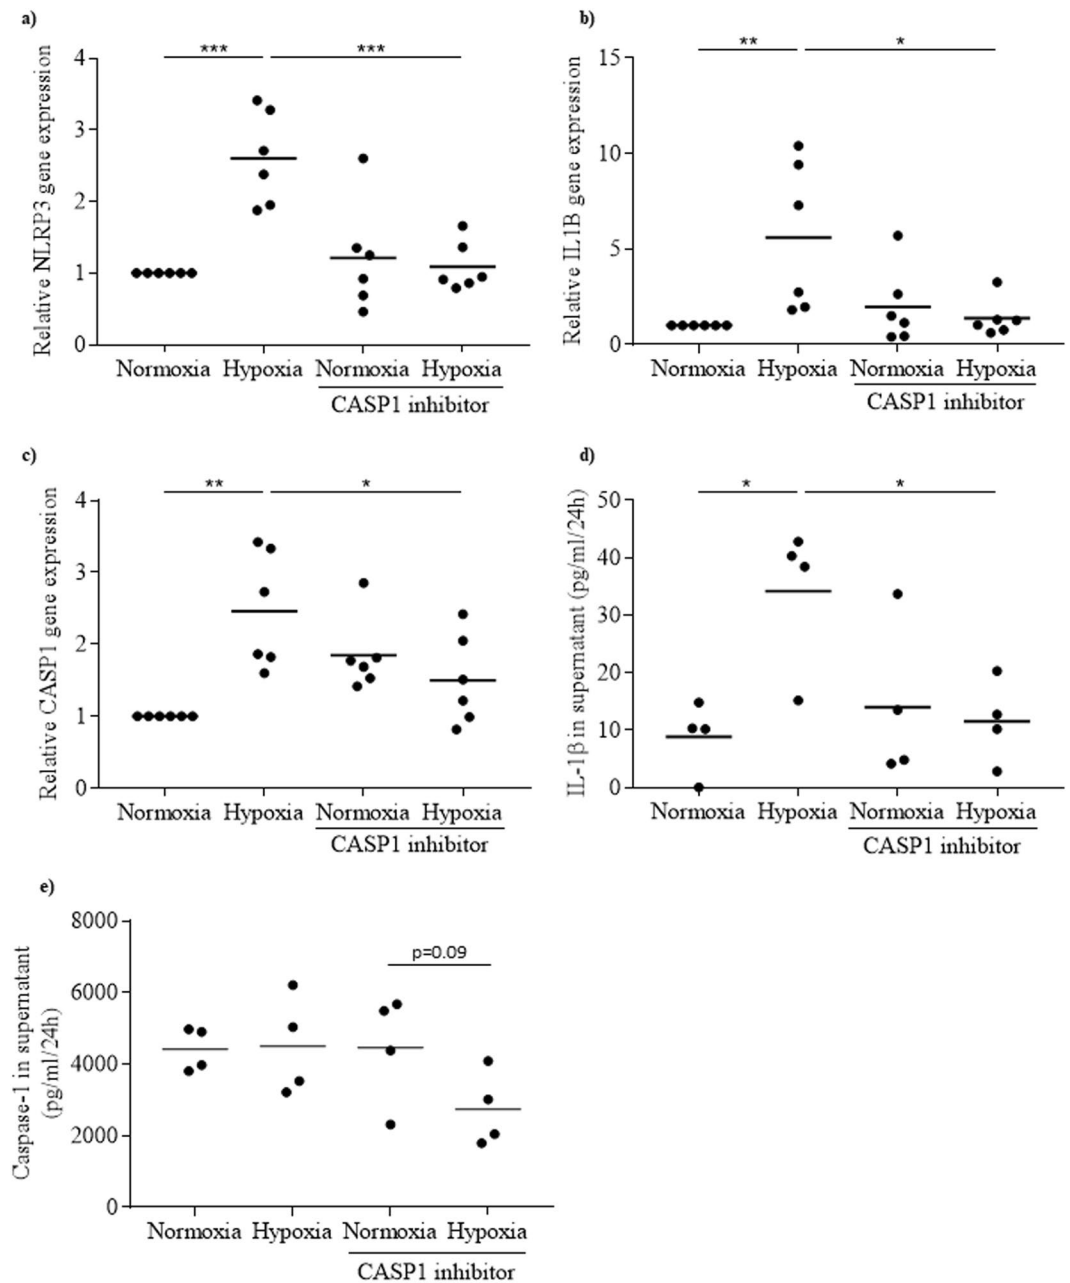 a)
Relative NLRP3 gene expression
4
3
2
1
0
***
***
Normoxia Hypoxia Normoxia Hypoxia
CASP1 inhibitor
b)
Relative IL1B gene expression
15
10
5
0
**
*
Normoxia Hypoxia Normoxia Hypoxia
CASP1 inhibitor
c)
Relative CASP1 gene expression
4
3
2
1
0
**
*
Normoxia Hypoxia Normoxia Hypoxia
CASP1 inhibitor
d)
IL-1β in supernatant (pg/ml/24h)
50
40
30
20
10
0
*
*
Normoxia Hypoxia Normoxia Hypoxia
CASP1 inhibitor
e)
Caspase-1 in supernatant
(pg/ml/24h)
8000
6000
4000
2000
0
p=0.09
Normoxia Hypoxia Normoxia Hypoxia
CASP1 inhibitor